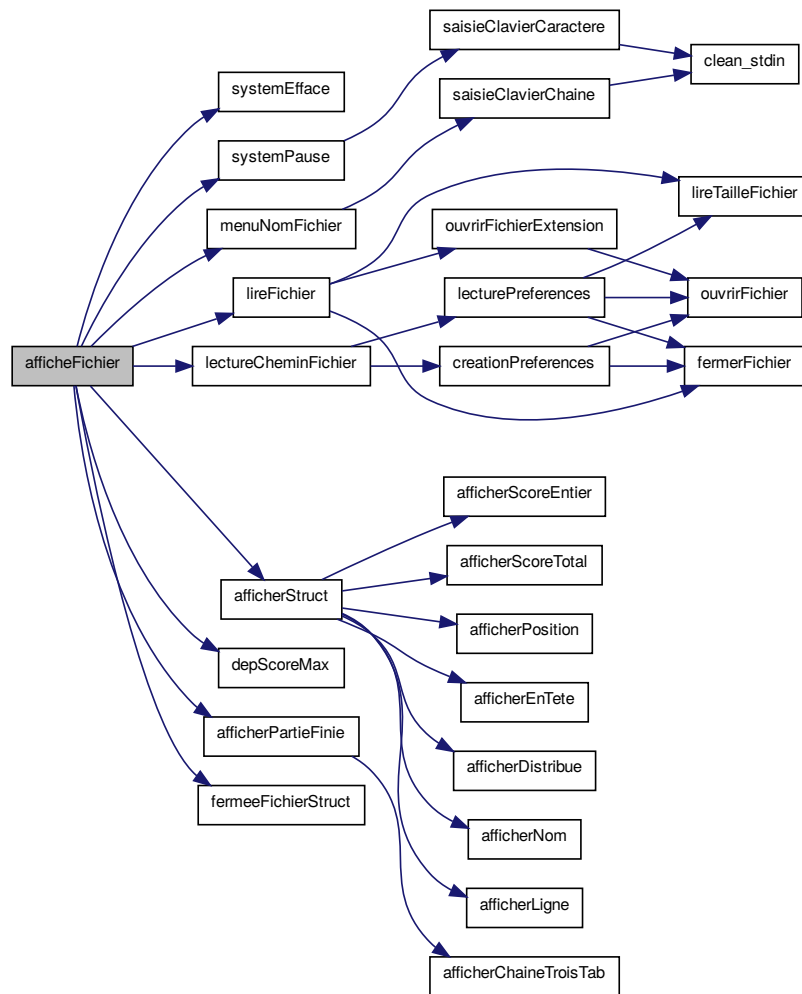 saisieClavierCaractere
clean_stdin
systemEfface
saisieClavierChaine
systemPause
lireTailleFichier
menuNomFichier
ouvrirFichierExtension
lireFichier
lecturePreferences
ouvrirFichier
afficheFichier
lectureCheminFichier
creationPreferences
fermerFichier
afficherScoreEntier
afficherScoreTotal
afficherStruct
afficherPosition
depScoreMax
afficherEnTete
afficherPartieFinie
afficherDistribue
fermeeFichierStruct
afficherNom
afficherLigne
afficherChaineTroisTab